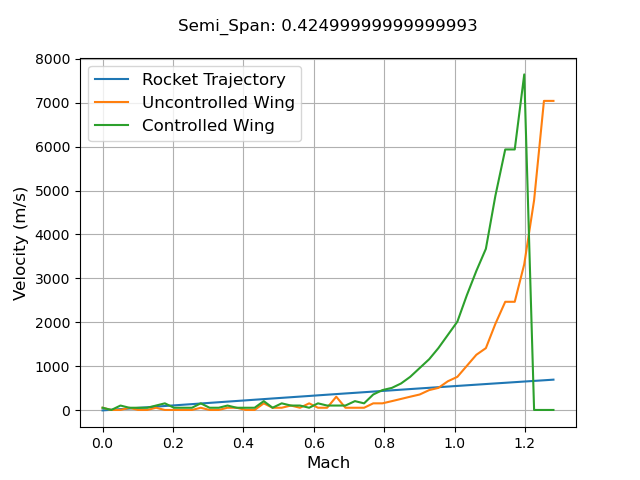 Semi_Span: 0.42499999999999993
8000
7000
6000
5000
4000
3000
2000
1000
0
Velocity (m/s)
Rocket Trajectory
Uncontrolled Wing
Controlled Wing
0.0 0.2 0.4 0.6 0.8 1.0 1.2
Mach